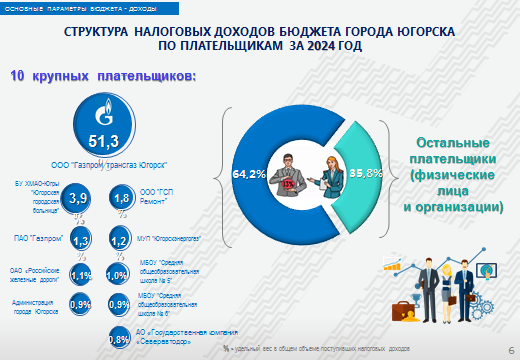 ОСНОВНЫЕ ПАРАМЕТРЫ БЮДЖЕТА - ДОХОДЫ
СТРУКТУРА НАЛОГОВЫХ ДОХОДОВ БЮДЖЕТА ГОРОДА ЮГОРСКА
ПО ПЛАТЕЛЬЩИКАМ ЗА 2024 ГОД
10 крупных плательщиков:
51,3
%
ООО "Газпром трансгаз Югорск"
БУ ХМАО-Югры
"Югорская
городская
больница"
3,9
%
1,8
%
ООО "ГСП
Ремонт"
ПАО "Газпром"
1,3
%
1,2
%
МУП "Югорскэнергогаз"
ОАО «Российские
железные дороги"
1,1%
1,0%
МБОУ "Средняя
общеобразовательная
школа № 5"
Администрация
города Югорска
0,9%
0,9%
МБОУ "Средняя
общеобразовательная
школа № 6"
0,8%
АО «Государственная компания
«Северавтодор»
64,2%
13%
35,8%
Остальные
плательщики
(физические
лица
и организации)
% - удельный вес в общем объеме поступивших налоговых доходов
6